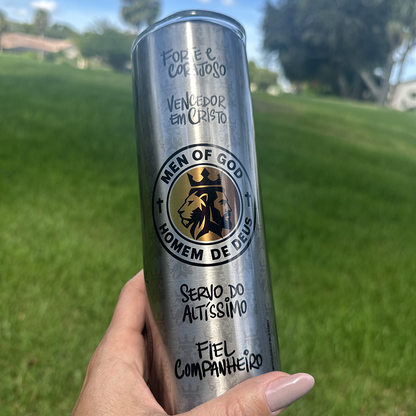 FORTE E
CORAJOSO
VENCEDOR
EM CRISTO
MEN OF GOD
HOMEM DE DEUS
SERVO DO
ALTÍSSIMO
FIEL
COMPANHEIRO